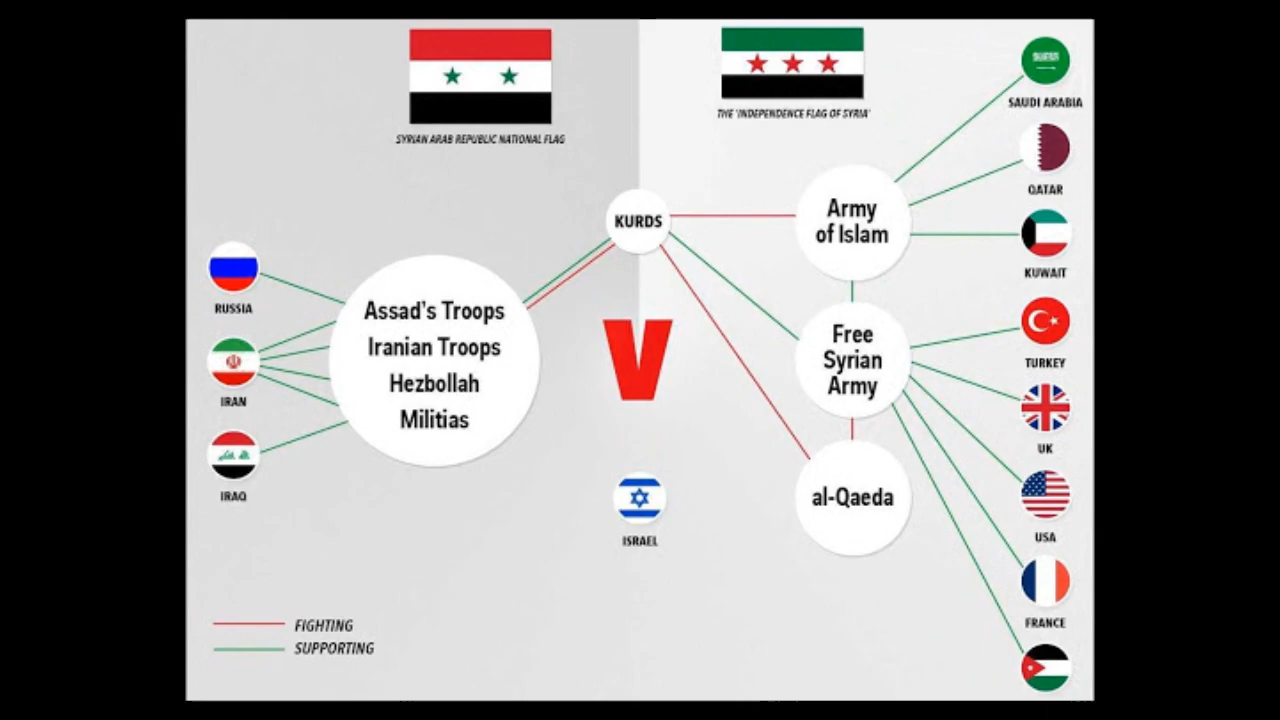 SYRIAN ARAB REPUBLIC NATIONAL FLAG
THE 'INDEPENDENCE FLAG OF SYRIA'
SAUDI ARABIA
QATAR
KURDS
Army
of Islam
KUWAIT
RUSSIA
Assad's Troops
Iranian Troops
Hezbollah
Militias
V
Free
Syrian
Army
TURKEY
IRAN
UK
IRAQ
al-Qaeda
ISRAEL
USA
FRANCE
FIGHTING
SUPPORTING